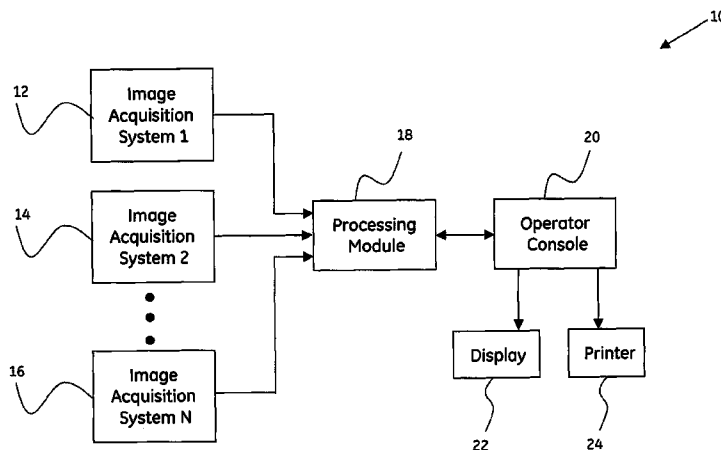 10
12
Image
Acquisition
System 1
18
20
14
Image
Acquisition
System 2
Processing
Module
Operator
Console
16
Image
Acquisition
System N
Display
Printer
22
24